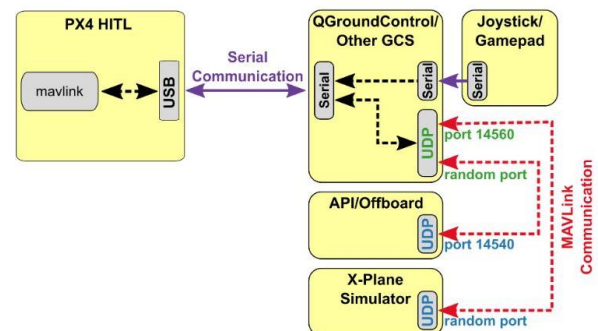 PX4 HITL
mavlink
USB
Serial
Communication
QGroundControl/
Other GCS
Serial
Serial
UDP
port 14560
random port
Joystick/
Gamepad
Serial
API/Offboard
UDP
port 14540
X-Plane
Simulator
UDP
random port
MAVLink
Communication